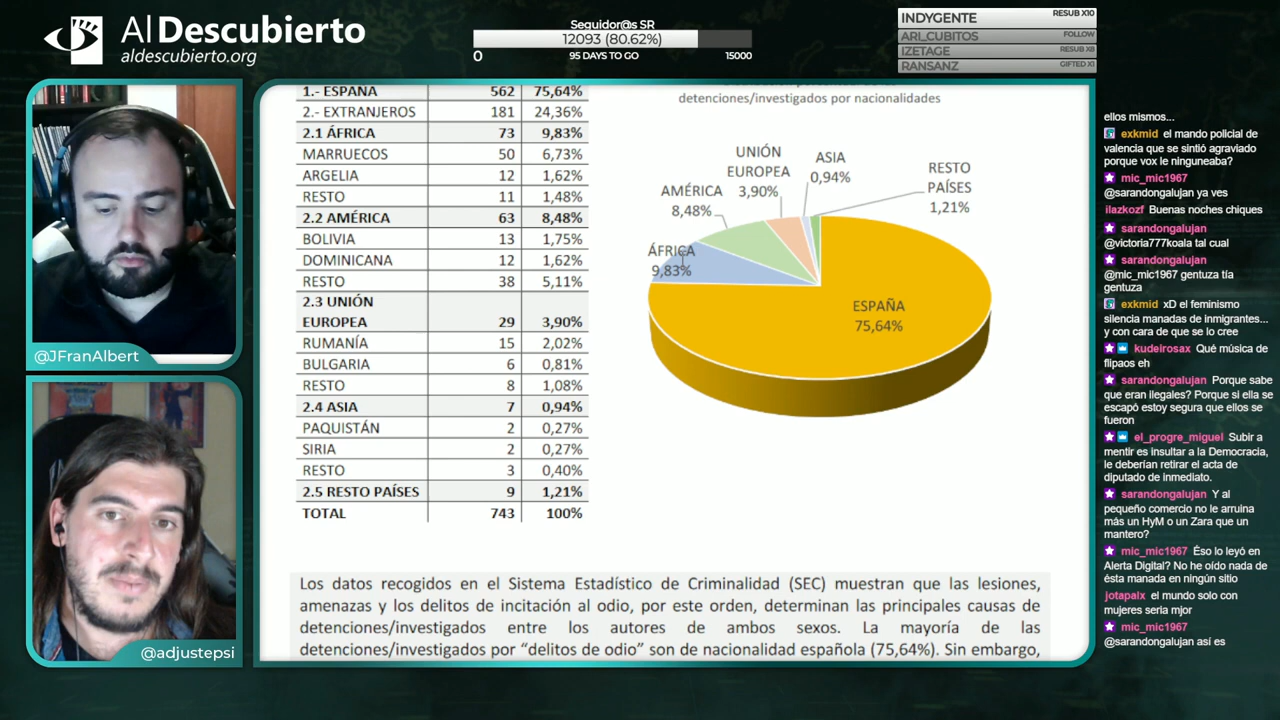 Al Descubierto
aldescubierto.org
Seguidor@s SR
12093 (80.62%)
0
95 DAYS TO GO
15000
INDYGENTE
RESUB X10
ARI_CUBITOS
FOLLOW
IZETAGE
RESUB X8
RANSANZ
GIFTED X1
@JFranAlbert
@adjustepsi
1.- ESPAÑA 562 75,64%
2.- EXTRANJEROS 181 24,36%
2.1 ÁFRICA 73 9,83%
MARRUECOS 50 6,73%
ARGELIA 12 1,62%
RESTO 11 1,48%
2.2 AMÉRICA 63 8,48%
BOLIVIA 13 1,75%
DOMINICANA 12 1,62%
RESTO 38 5,11%
2.3 UNIÓN
EUROPEA 29 3,90%
RUMANÍA 15 2,02%
BULGARIA 6 0,81%
RESTO 8 1,08%
2.4 ASIA 7 0,94%
PAQUISTÁN 2 0,27%
SIRIA 2 0,27%
RESTO 3 0,40%
2.5 RESTO PAÍSES 9 1,21%
TOTAL 743 100%
detenciones/investigados por nacionalidades
UNIÓN
EUROPEA
3,90%
ASIA
0,94%
RESTO
PAÍSES
1,21%
AMÉRICA
8,48%
ÁFRICA
9,83%
ESPAÑA
75,64%
Los datos recogidos en el Sistema Estadístico de Criminalidad (SEC) muestran que las lesiones,
amenazas y los delitos de incitación al odio, por este orden, determinan las principales causas de
detenciones/investigados entre los autores de ambos sexos. La mayoría de las
detenciones/investigados por “delitos de odio” son de nacionalidad española (75,64%). Sin embargo,
ellos mismos...
exkmid el mando policial de
valencia que se sintió agraviado
porque vox le ninguneaba?
mic_mic1967
@sarandongalujan ya ves
ilazkozf Buenas noches chiques
sarandongalujan
@victoria777koala tal cual
sarandongalujan
@mic_mic1967 gentuza tía
gentuza
exkmid xD el feminismo
silencia manadas de inmigrantes...
y con cara de que se lo cree
kudeirosax Qué música de
flipaos eh
sarandongalujan Porque sabe
que eran ilegales? Porque si ella se
escapó estoy segura que ellos se
fueron
el_progre_miguel Subir a
mentir es insultar a la Democracia,
le deberían retirar el acta de
diputado de inmediato.
sarandongalujan Y al
pequeño comercio no le arruina
más un HyM o un Zara que un
mantero?
mic_mic1967 Éso lo leyó en
Alerta Digital? No he oído nada de
ésta manada en ningún sitio
jotapaix el mundo solo con
mujeres seria mjor
mic_mic1967
@sarandongalujan así es